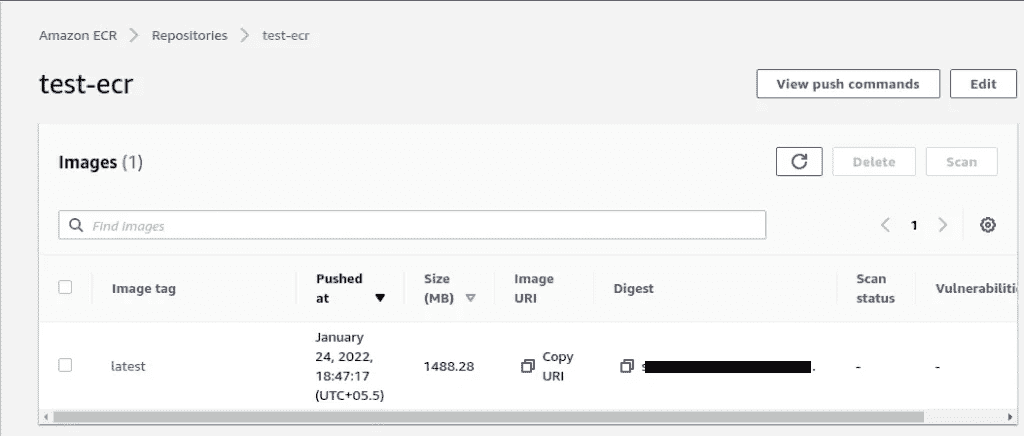 Amazon ECR > Repositories > test-ecr
test-ecr
View push commands
Edit
Images (1)
Delete
Scan
Find Images
1
Image tag
Pushed at
Size (MB)
Image URI
Digest
Scan status
Vulnerabiliti
latest
January
24, 2022,
18:47:17
(UTC+05.5)
1488.28
Copy
URI
-
-